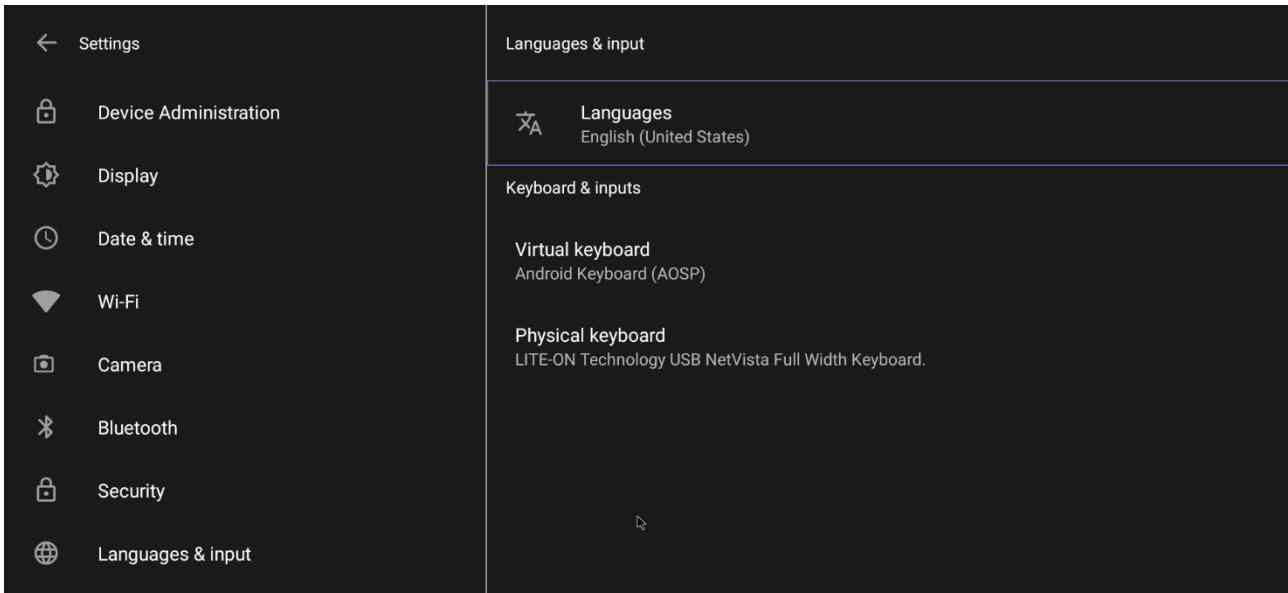 Settings
Device Administration
Display
Date & time
Wi-Fi
Camera
Bluetooth
Security
Languages & input
Languages & input
Languages
English (United States)
Keyboard & inputs
Virtual keyboard
Android Keyboard (AOSP)
Physical keyboard
LITE-ON Technology USB NetVista Full Width Keyboard.